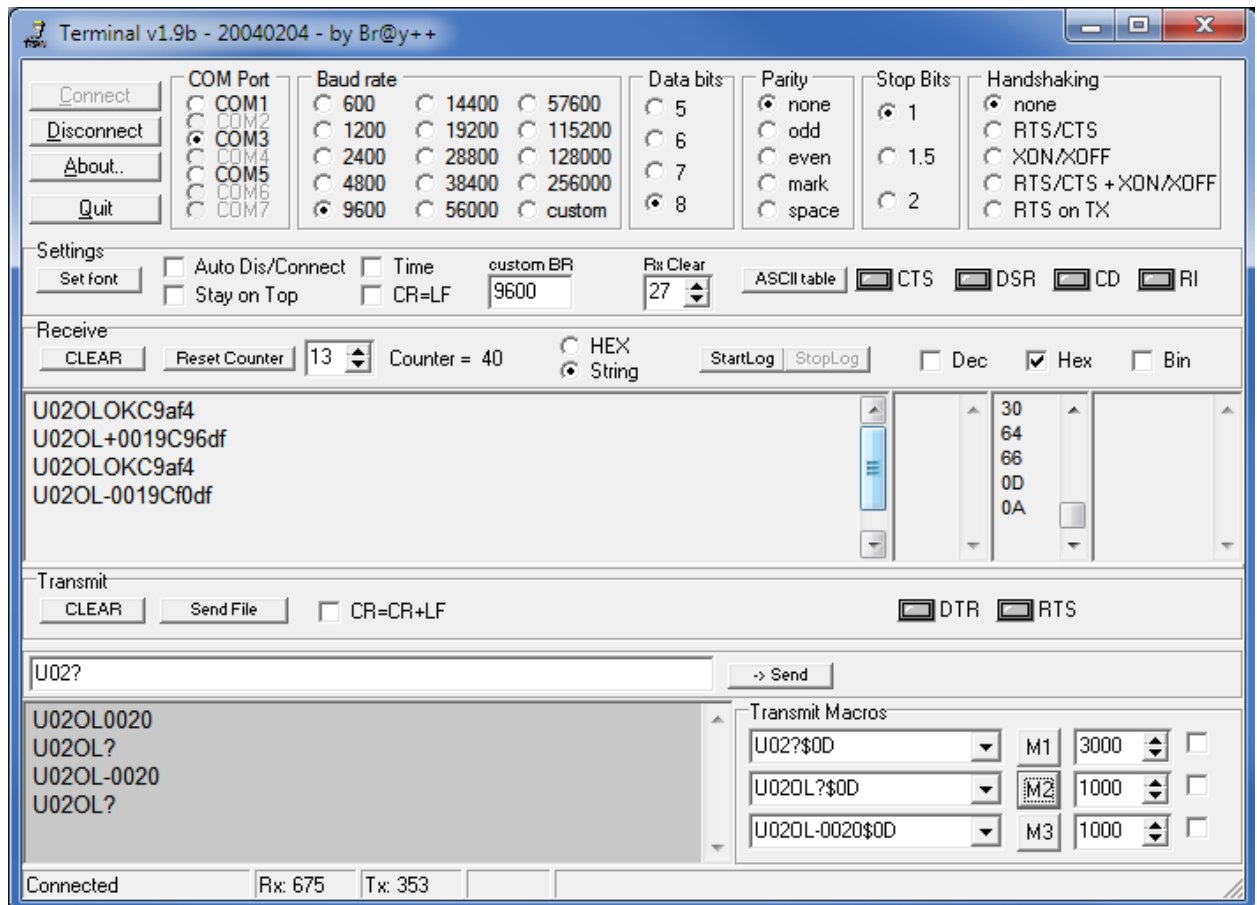 Terminal v1.9b - 20040204 - by Br@y++
Connect
Disconnect
About..
Quit
COM Port
COM1
COM2
COM3
COM4
COM5
COM6
COM7
Baud rate
600 14400 57600
1200 19200 115200
2400 28800 128000
4800 38400 256000
9600 56000 custom
Data bits
5
6
7
8
Parity
none
odd
even
mark
space
Stop Bits
1
1.5
2
Handshaking
none
RTS/CTS
XON/XOFF
RTS/CTS + XON/XOFF
RTS on TX
Settings
Set font
Auto Dis/Connect
Time
Stay on Top
CR=LF
custom BR
9600
Rx Clear
27
ASCII table
CTS
DSR
CD
RI
Receive
CLEAR
Reset Counter
13
Counter = 40
HEX
String
StartLog
StopLog
Dec
Hex
Bin
U02OLOKC9af4
U02OL+0019C96df
U02OLOKC9af4
U02OL-0019Cf0df
30
64
66
0D
0A
Transmit
CLEAR
Send File
CR=CR+LF
DTR
RTS
U02?
-> Send
U02OL0020
U02OL?
U02OL-0020
U02OL?
Transmit Macros
U02?$0D
M1
3000
U02OL?$0D
M2
1000
U02OL-0020$0D
M3
1000
Connected
Rx: 675
Tx: 353